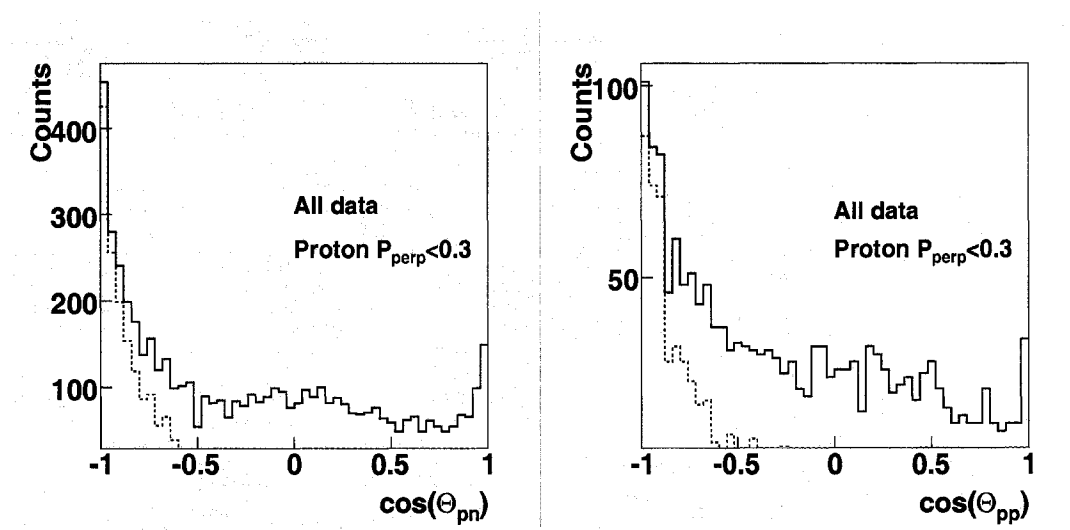 Counts
400
300
200
100
All data
Proton P_perp<0.3
-1 -0.5 0 0.5 1
cos(Θ_pn)
Counts
100
50
All data
Proton P_perp<0.3
-1 -0.5 0 0.5 1
cos(Θ_pp)